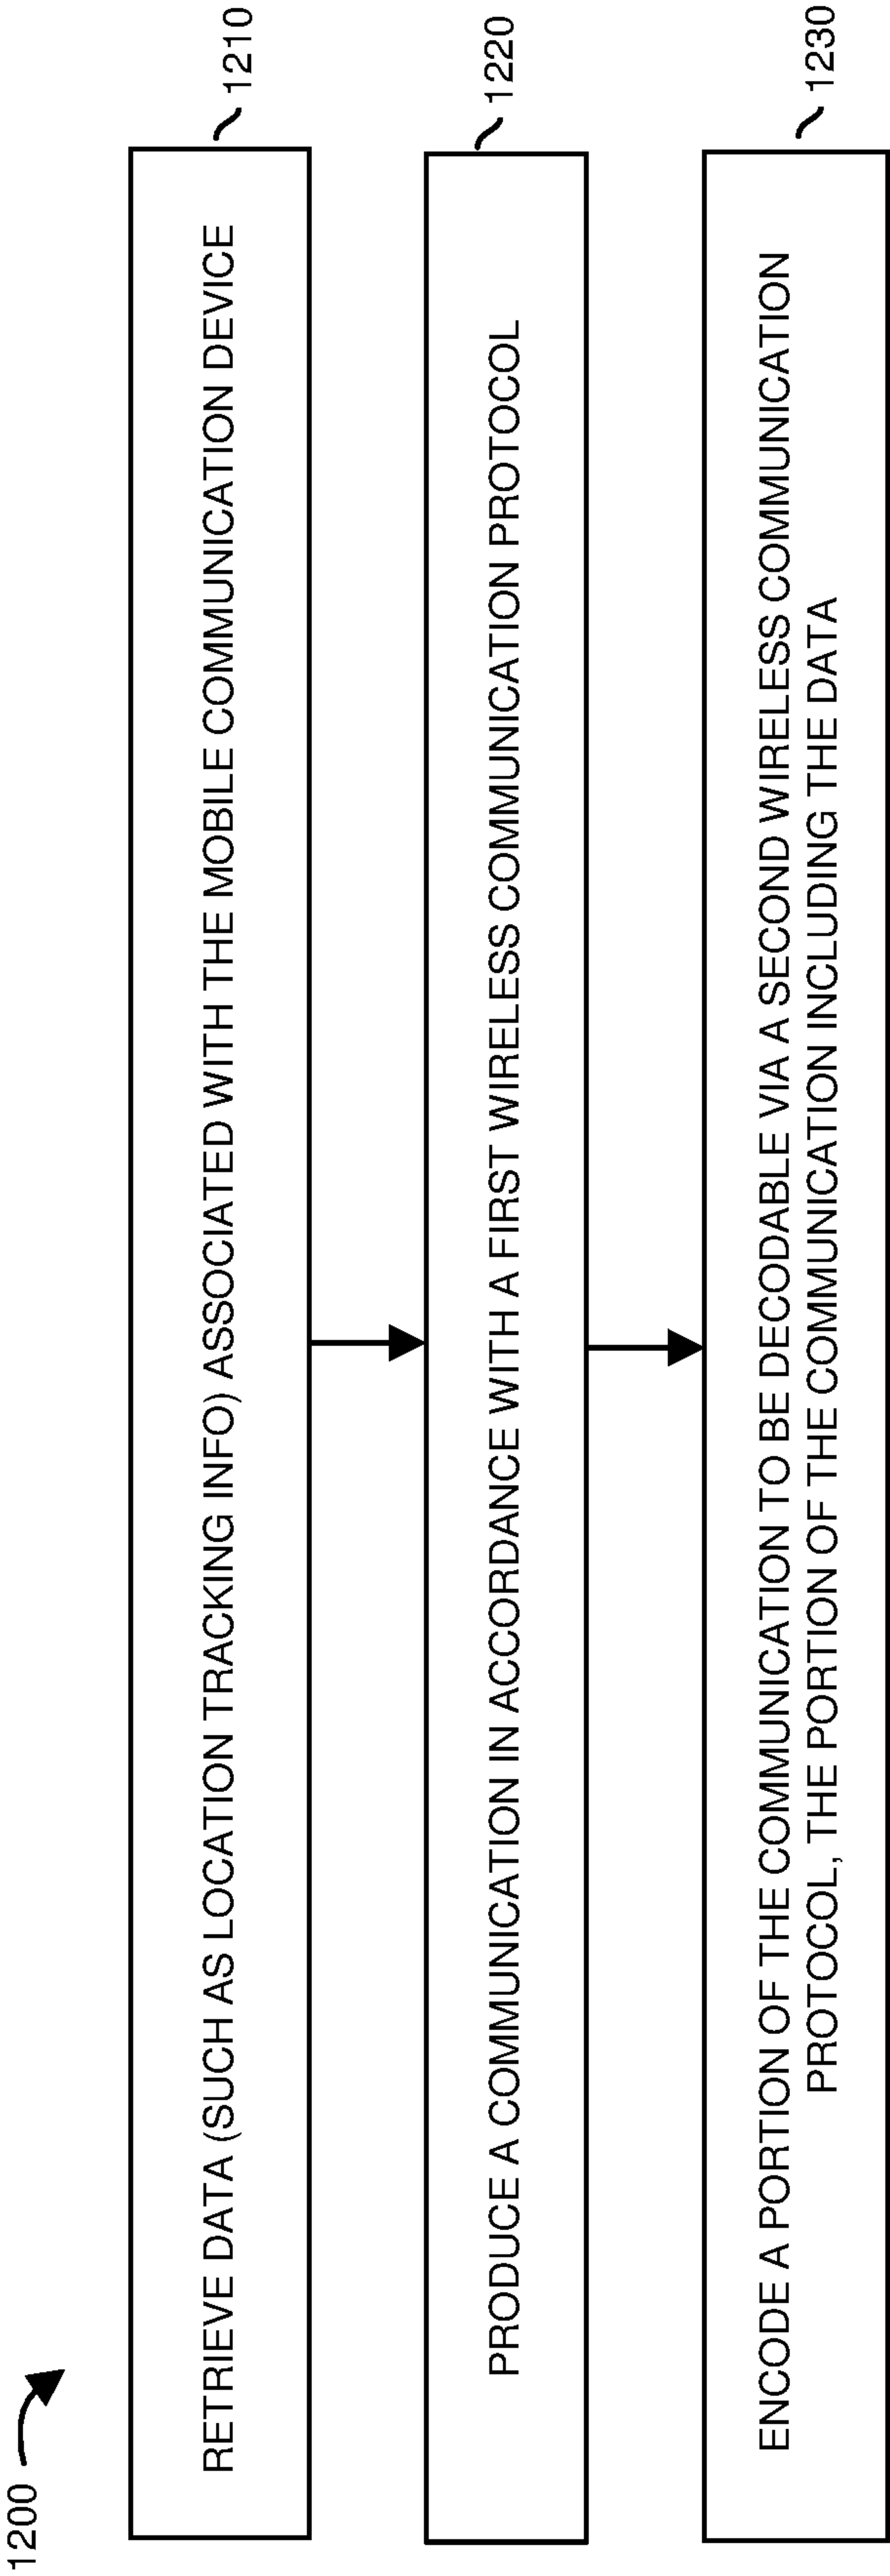 1200
RETRIEVE DATA (SUCH AS LOCATION TRACKING INFO) ASSOCIATED WITH THE MOBILE COMMUNICATION DEVICE
1210
PRODUCE A COMMUNICATION IN ACCORDANCE WITH A FIRST WIRELESS COMMUNICATION PROTOCOL
1220
ENCODE A PORTION OF THE COMMUNICATION TO BE DECODABLE VIA A SECOND WIRELESS COMMUNICATION
PROTOCOL, THE PORTION OF THE COMMUNICATION INCLUDING THE DATA
1230